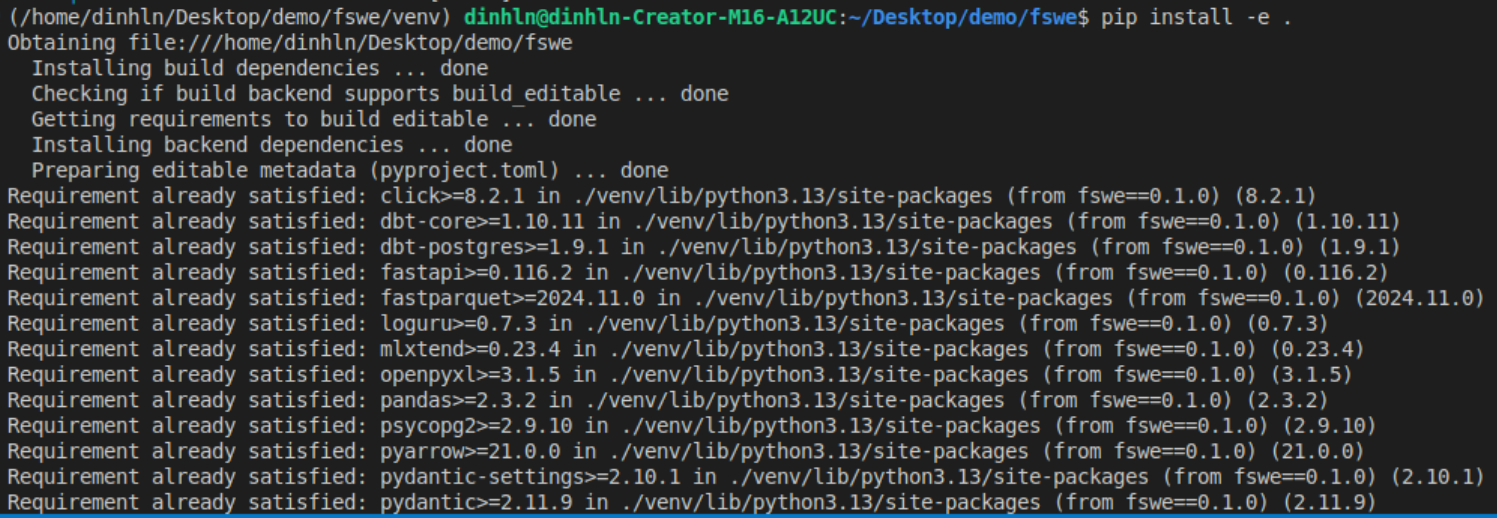 (/home/dinhln/Desktop/demo/fswe/venv) dinhln@dinhln-Creator-M16-A12UC:~/Desktop/demo/fswe$ pip install -e .
Obtaining file:///home/dinhln/Desktop/demo/fswe
  Installing build dependencies ... done
  Checking if build backend supports build_editable ... done
  Getting requirements to build editable ... done
  Installing backend dependencies ... done
  Preparing editable metadata (pyproject.toml) ... done
Requirement already satisfied: click>=8.2.1 in ./venv/lib/python3.13/site-packages (from fswe==0.1.0) (8.2.1)
Requirement already satisfied: dbt-core>=1.10.11 in ./venv/lib/python3.13/site-packages (from fswe==0.1.0) (1.10.11)
Requirement already satisfied: dbt-postgres>=1.9.1 in ./venv/lib/python3.13/site-packages (from fswe==0.1.0) (1.9.1)
Requirement already satisfied: fastapi>=0.116.2 in ./venv/lib/python3.13/site-packages (from fswe==0.1.0) (0.116.2)
Requirement already satisfied: fastparquet>=2024.11.0 in ./venv/lib/python3.13/site-packages (from fswe==0.1.0) (2024.11.0)
Requirement already satisfied: loguru>=0.7.3 in ./venv/lib/python3.13/site-packages (from fswe==0.1.0) (0.7.3)
Requirement already satisfied: mlxtend>=0.23.4 in ./venv/lib/python3.13/site-packages (from fswe==0.1.0) (0.23.4)
Requirement already satisfied: openpyxl>=3.1.5 in ./venv/lib/python3.13/site-packages (from fswe==0.1.0) (3.1.5)
Requirement already satisfied: pandas>=2.3.2 in ./venv/lib/python3.13/site-packages (from fswe==0.1.0) (2.3.2)
Requirement already satisfied: psycopg2>=2.9.10 in ./venv/lib/python3.13/site-packages (from fswe==0.1.0) (2.9.10)
Requirement already satisfied: pyarrow>=21.0.0 in ./venv/lib/python3.13/site-packages (from fswe==0.1.0) (21.0.0)
Requirement already satisfied: pydantic-settings>=2.10.1 in ./venv/lib/python3.13/site-packages (from fswe==0.1.0) (2.10.1)
Requirement already satisfied: pydantic>=2.11.9 in ./venv/lib/python3.13/site-packages (from fswe==0.1.0) (2.11.9)